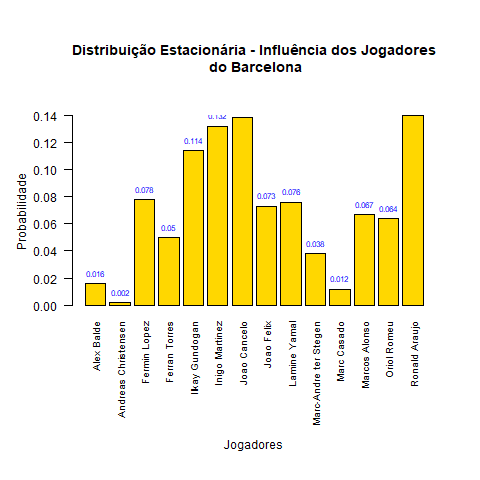 Distribuição Estacionária - Influência dos Jogadores
do Barcelona
Probabilidade
0.14
0.12
0.10
0.08
0.06
0.04
0.02
0.00
0.016
0.002
0.078
0.05
0.114
0.132
0.073
0.076
0.038
0.012
0.067
0.064
Alex Balde
Andreas Christensen
Fermin Lopez
Ferran Torres
Ilkay Gundogan
Inigo Martinez
Joao Cancelo
Joao Felix
Lamine Yamal
Marc-Andre ter Stegen
Marc Casado
Marcos Alonso
Oriol Romeu
Ronald Araujo
Jogadores